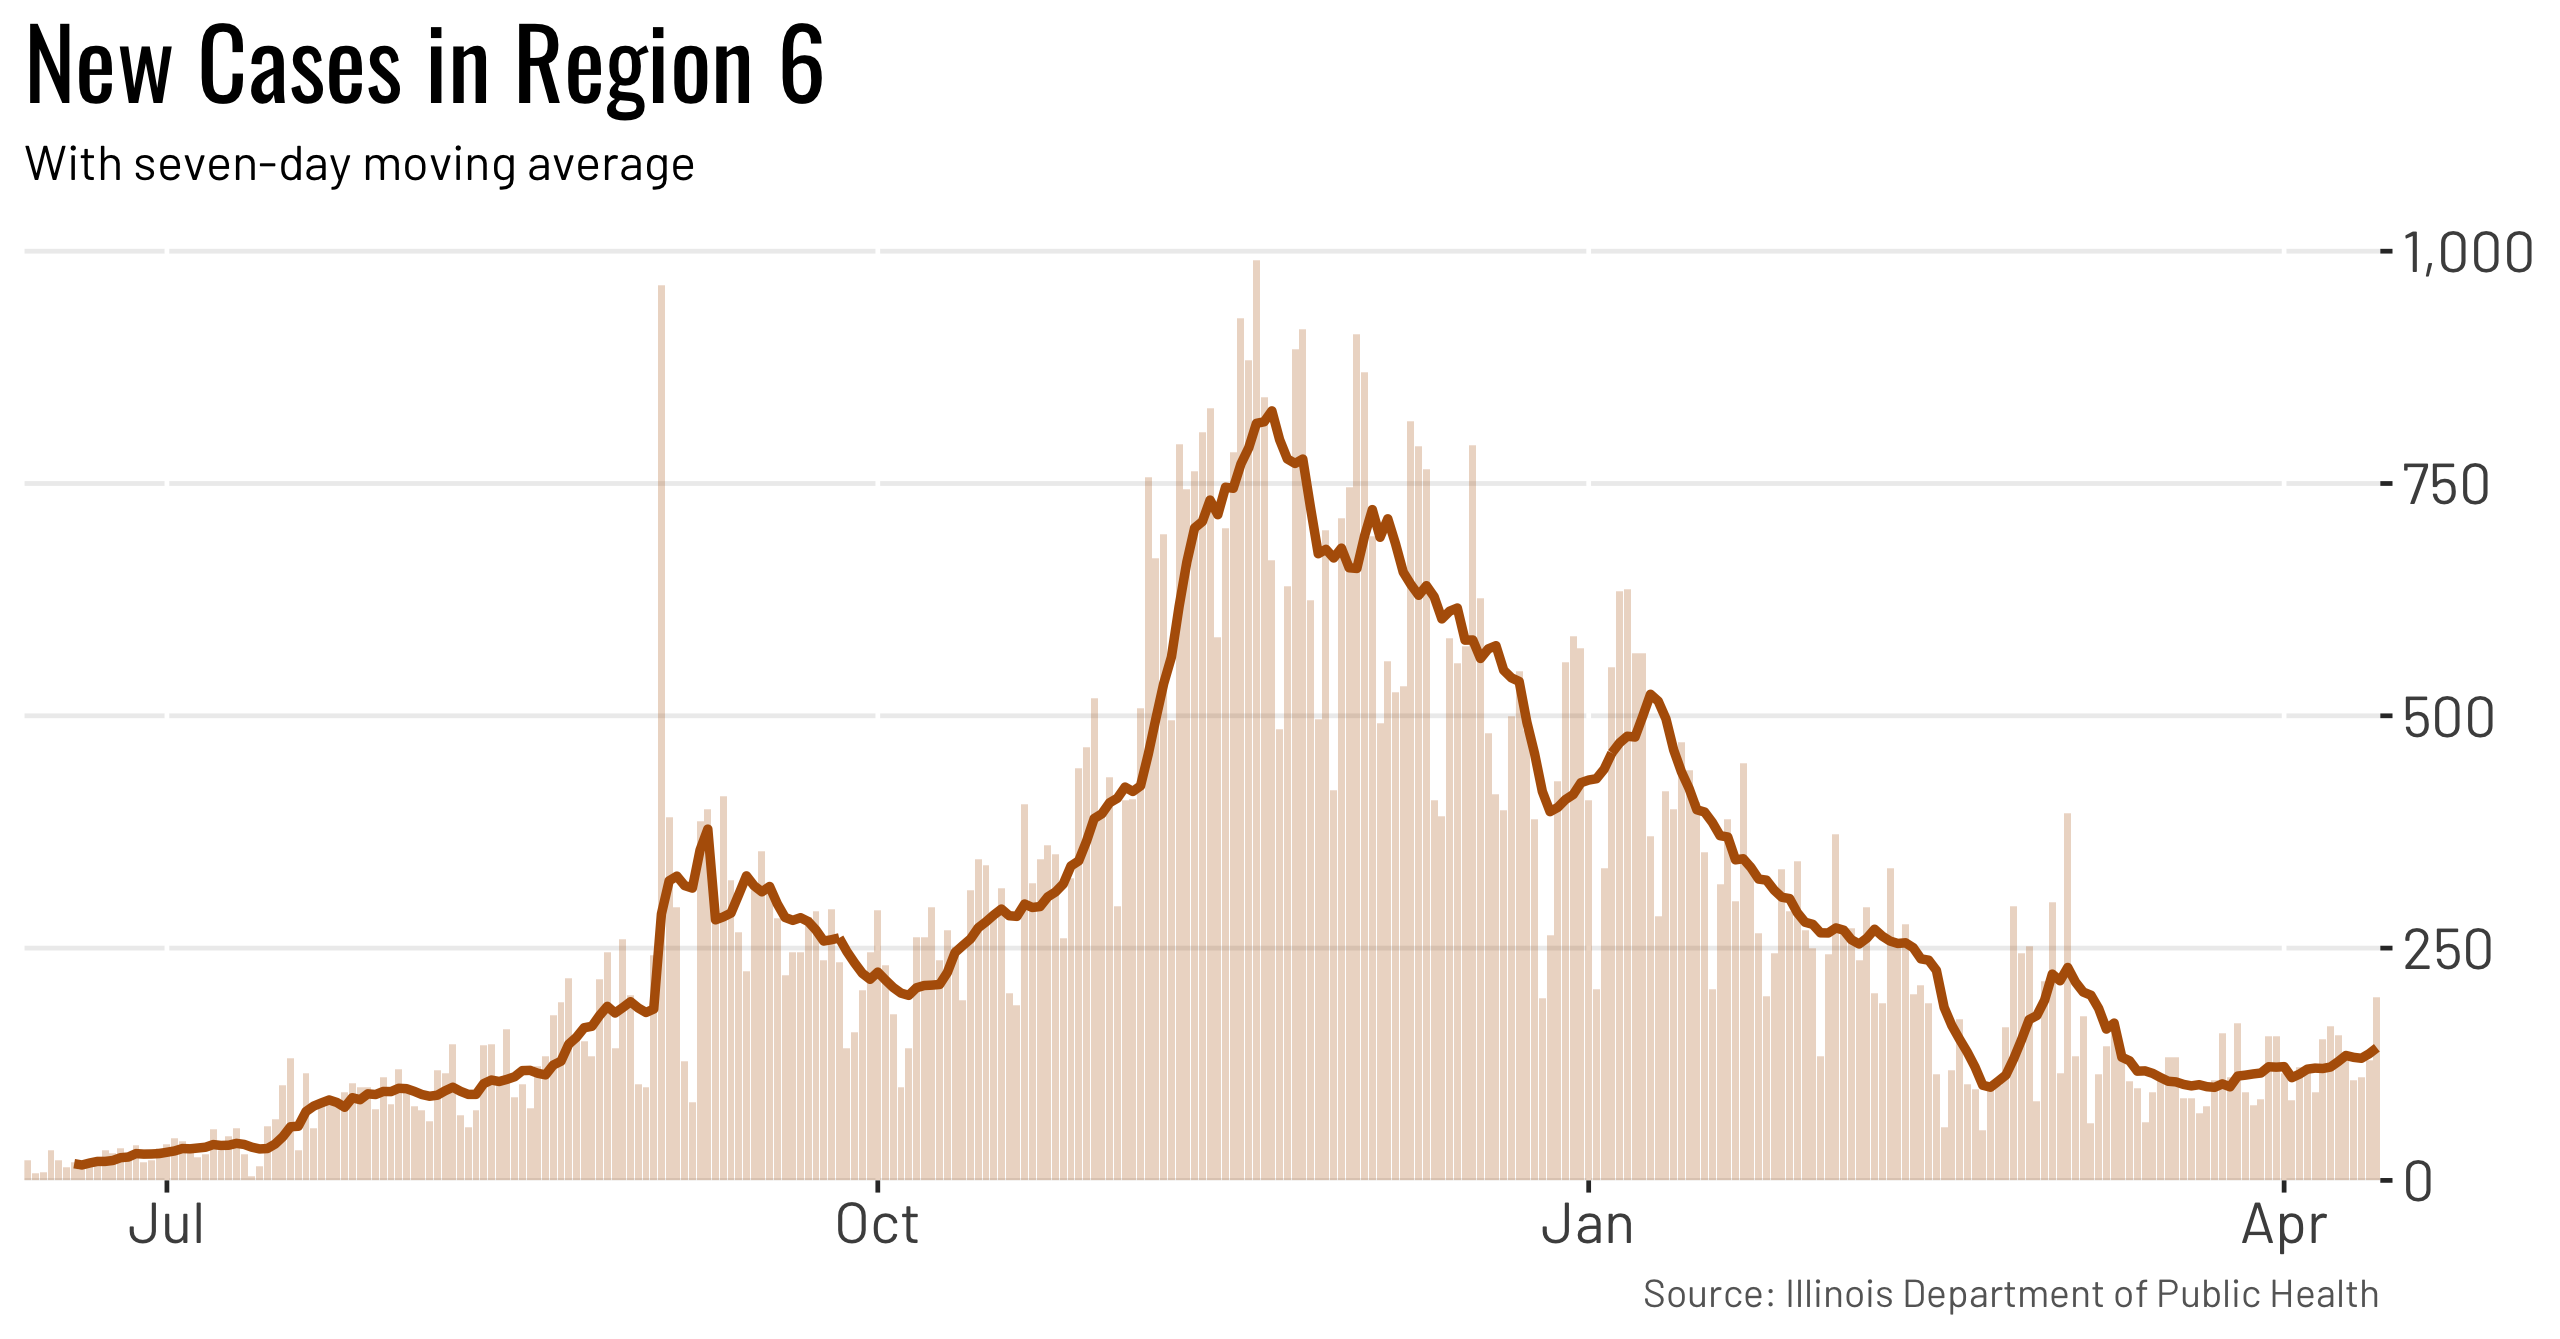 New Cases in Region 6
With seven-day moving average
1,000
750
500
250
0
Jul Oct Jan Apr
Source: Illinois Department of Public Health